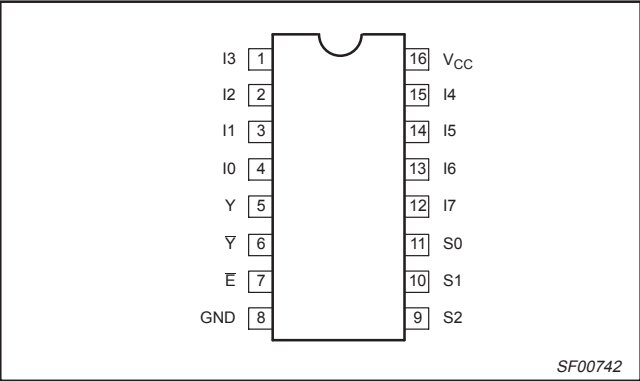 I3 1 16 V_CC
I2 2 15 I4
I1 3 14 I5
I0 4 13 I6
Y 5 12 I7
Y̅ 6 11 S0
E̅ 7 10 S1
GND 8 9 S2
SF00742